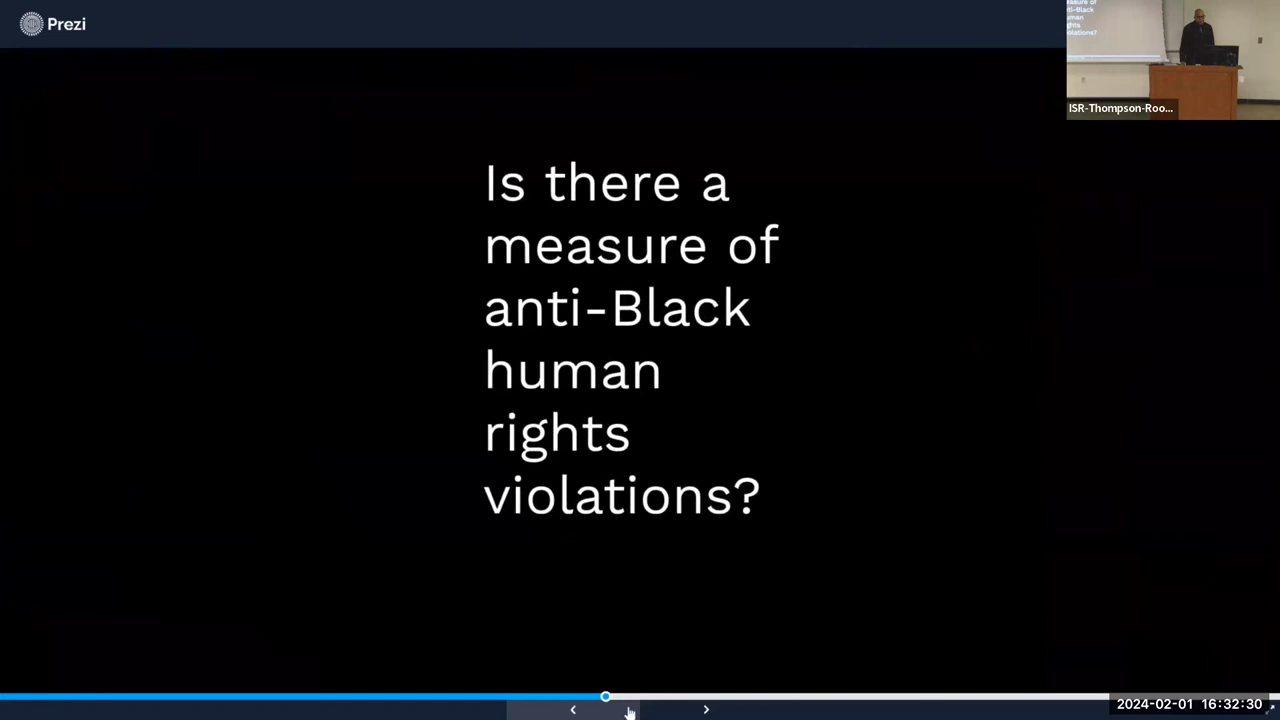 Prezi
Is there a
measure of
anti-Black
human
rights
violations?
ISR-Thompson-Roo...
2024-02-01 16:32:30